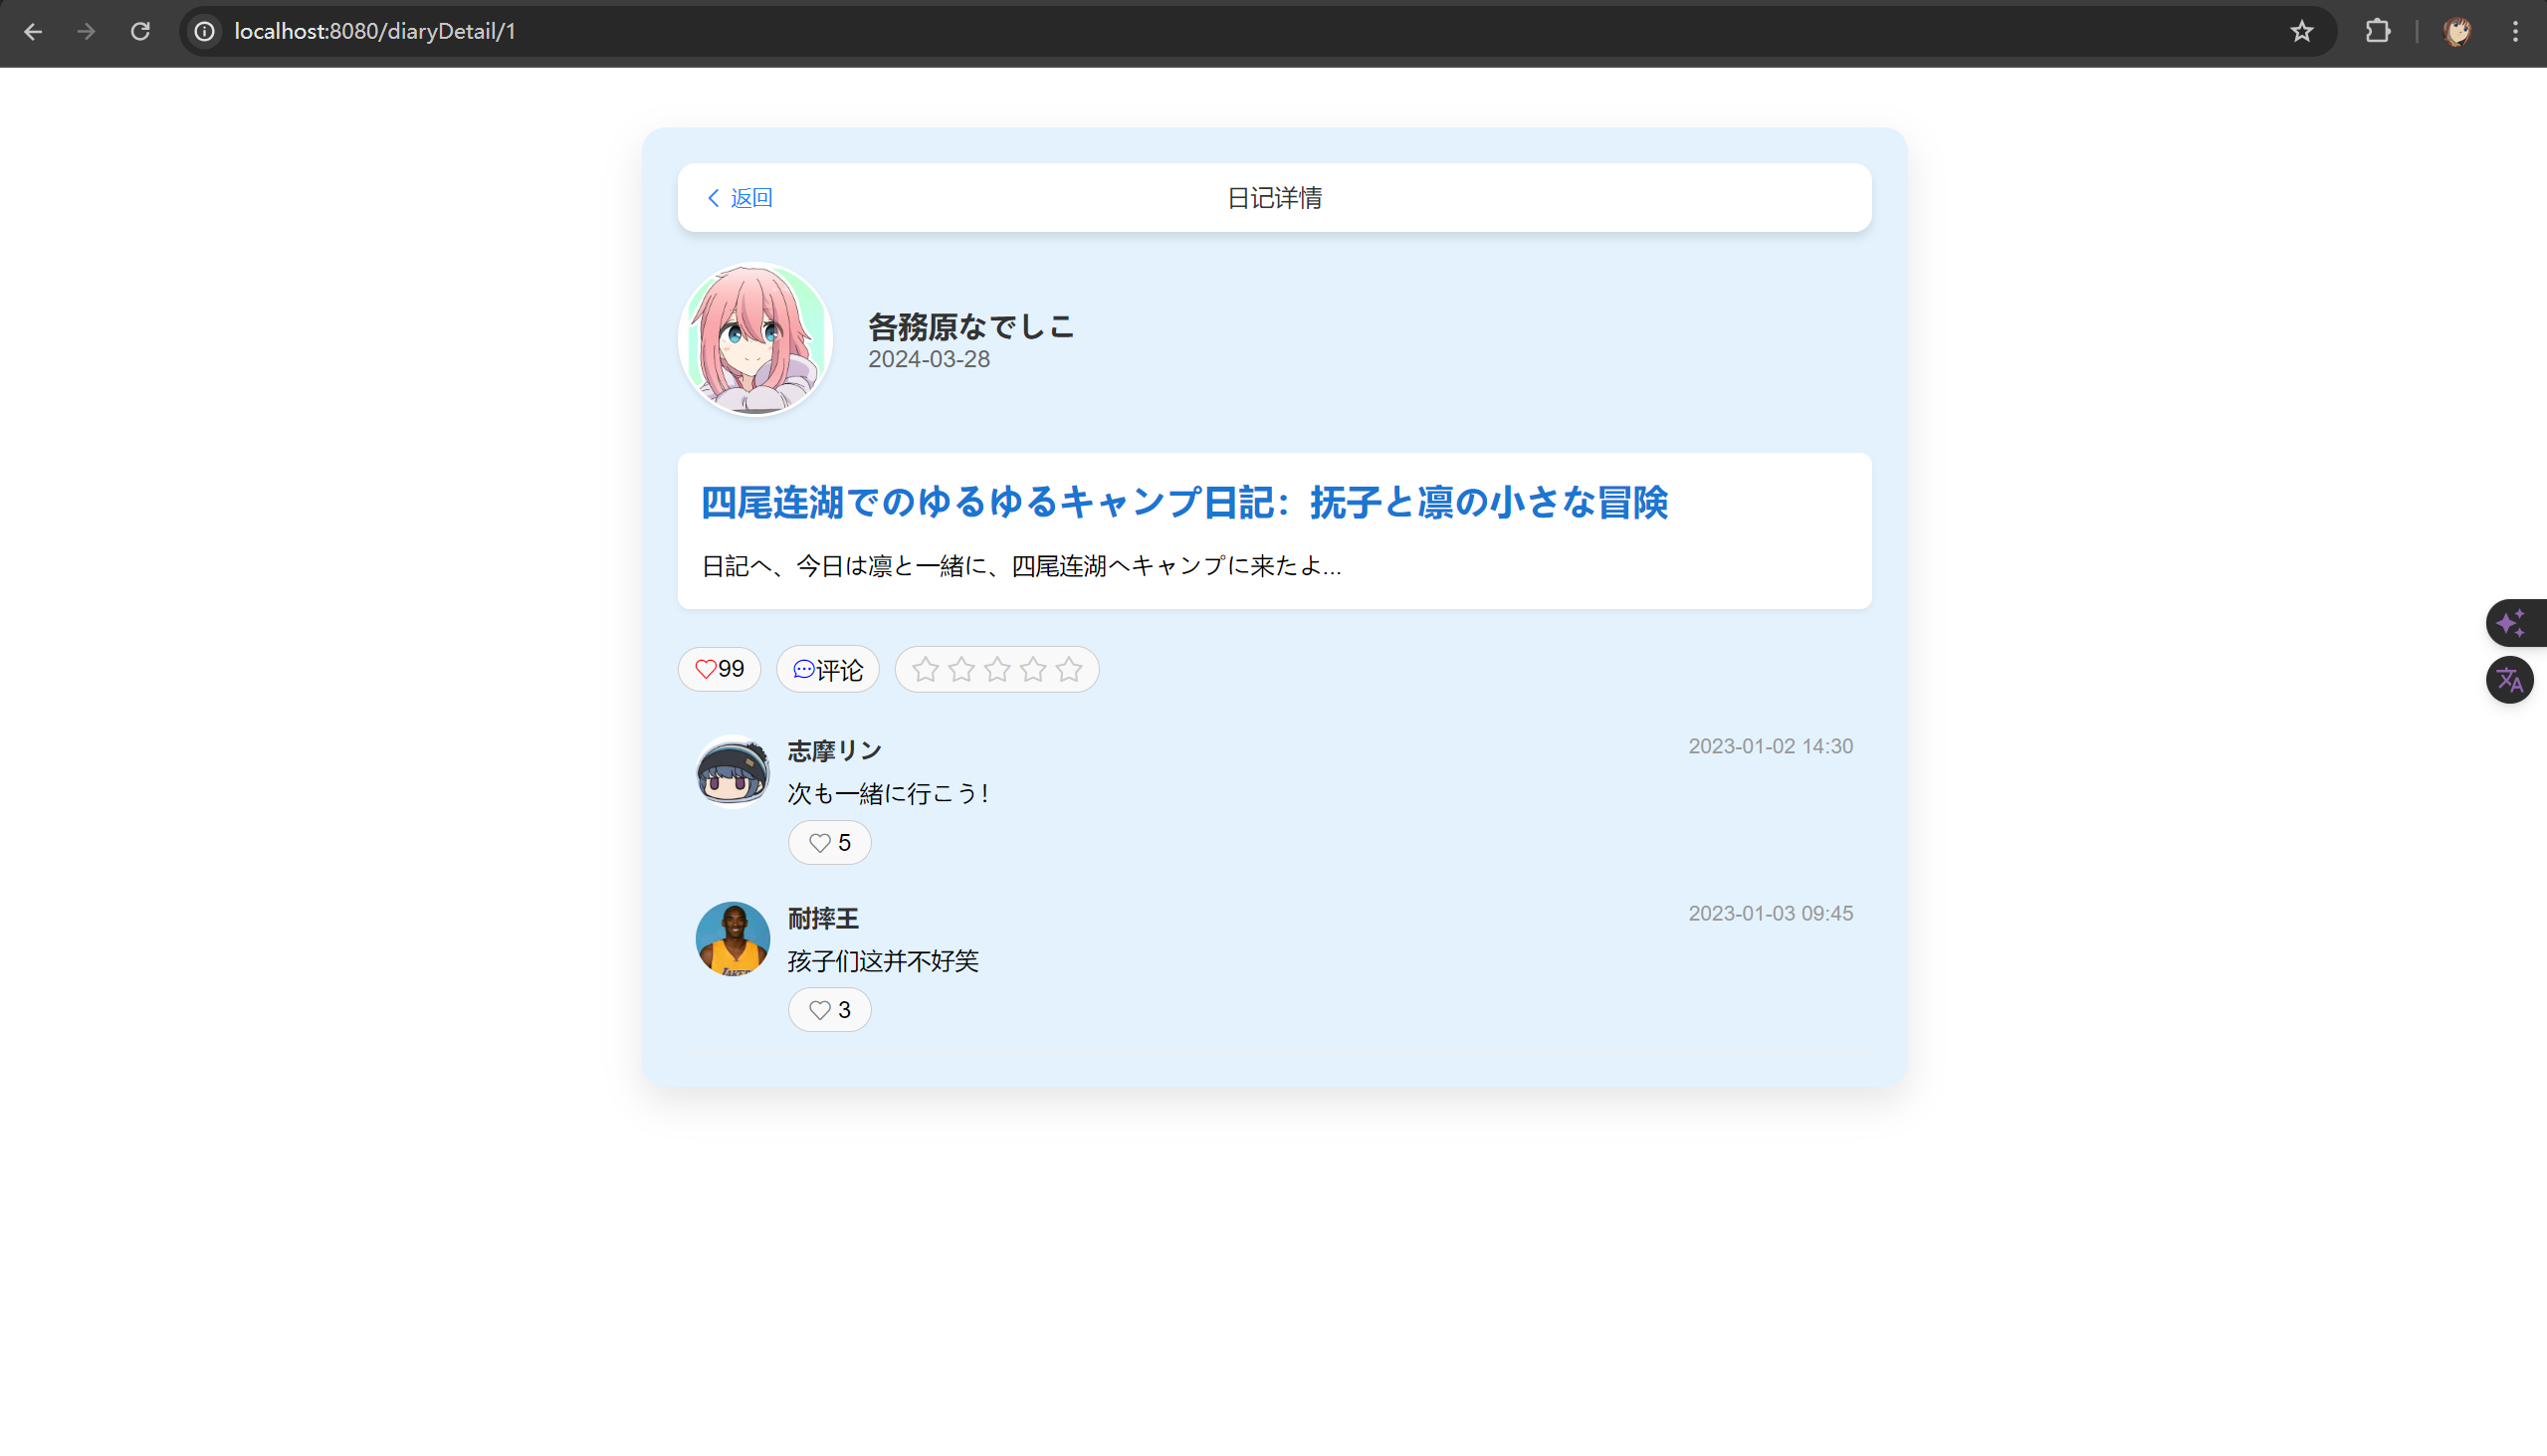 localhost:8080/diaryDetail/1
返回
日记详情
各務原なでしこ
2024-03-28
四尾连湖でのゆるゆるキャンプ日記：抚子と凛の小さな冒険
日記へ、今日は凛と一緒に、四尾连湖へキャンプに来たよ...
99
评论
志摩リン
2023-01-02 14:30
次も一緒に行こう！
5
耐摔王
2023-01-03 09:45
孩子们这并不好笑
3